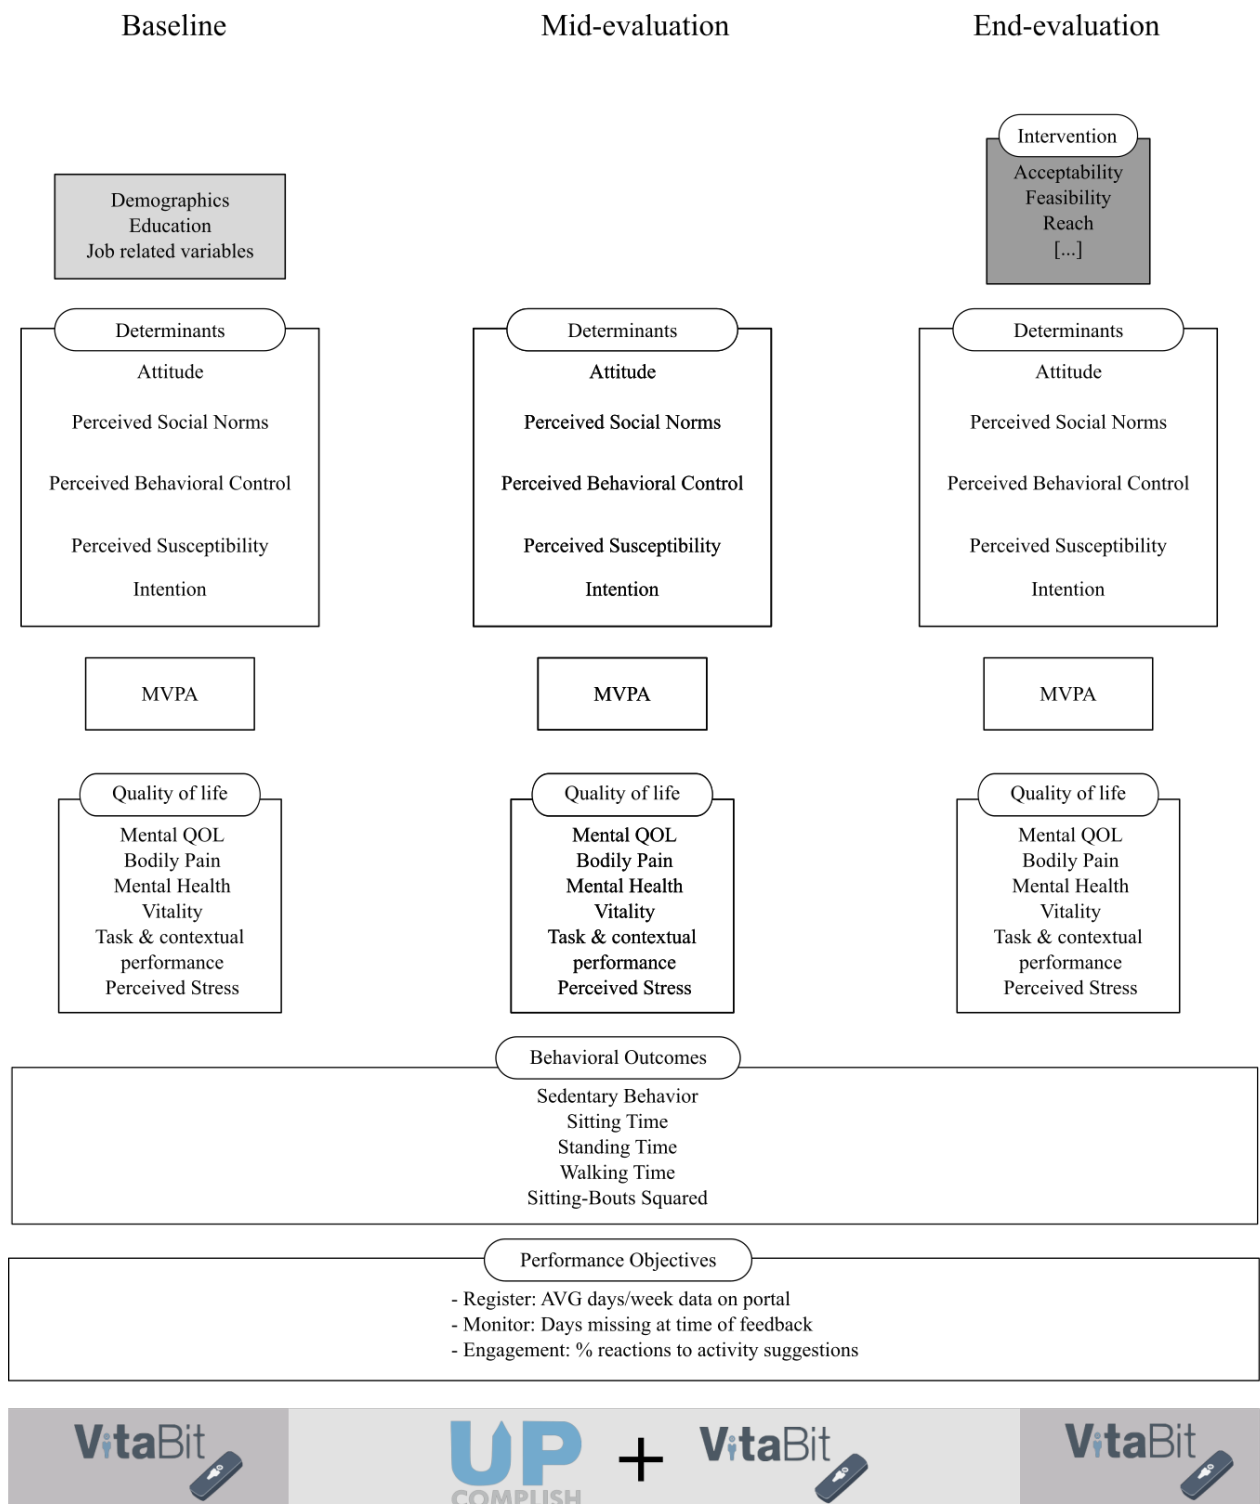 Baseline
Mid-evaluation
End-evaluation
Demographics
Education
Job related variables
Intervention
Acceptability
Feasibility
Reach
[...]
Determinants
Attitude
Perceived Social Norms
Perceived Behavioral Control
Perceived Susceptibility
Intention
Determinants
Attitude
Perceived Social Norms
Perceived Behavioral Control
Perceived Susceptibility
Intention
Determinants
Attitude
Perceived Social Norms
Perceived Behavioral Control
Perceived Susceptibility
Intention
MVPA
MVPA
MVPA
Quality of life
Mental QOL
Bodily Pain
Mental Health
Vitality
Task & contextual
performance
Perceived Stress
Quality of life
Mental QOL
Bodily Pain
Mental Health
Vitality
Task & contextual
performance
Perceived Stress
Quality of life
Mental QOL
Bodily Pain
Mental Health
Vitality
Task & contextual
performance
Perceived Stress
Behavioral Outcomes
Sedentary Behavior
Sitting Time
Standing Time
Walking Time
Sitting-Bouts Squared
Performance Objectives
- Register: AVG days/week data on portal
- Monitor: Days missing at time of feedback
- Engagement: % reactions to activity suggestions
VitaBit
UP
COMPLISH
+
VitaBit
VitaBit